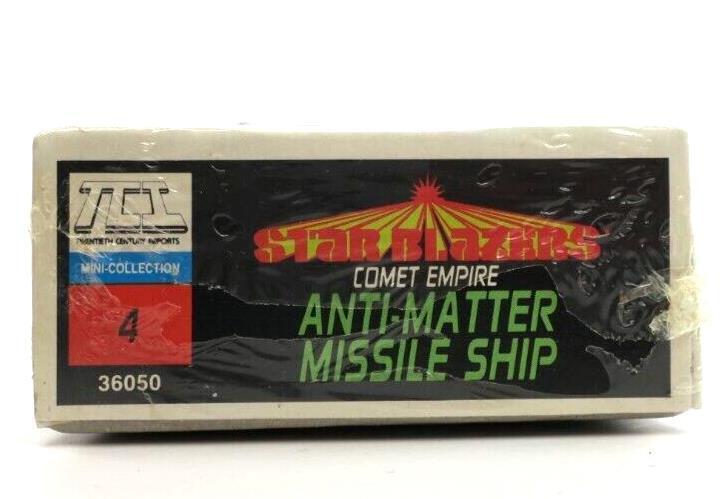 TCI
TWENTIETH CENTURY IMPORTS
MINI-COLLECTION
4
36050
STAR BLAZERS
COMET EMPIRE
ANTI-MATTER
MISSILE SHIP